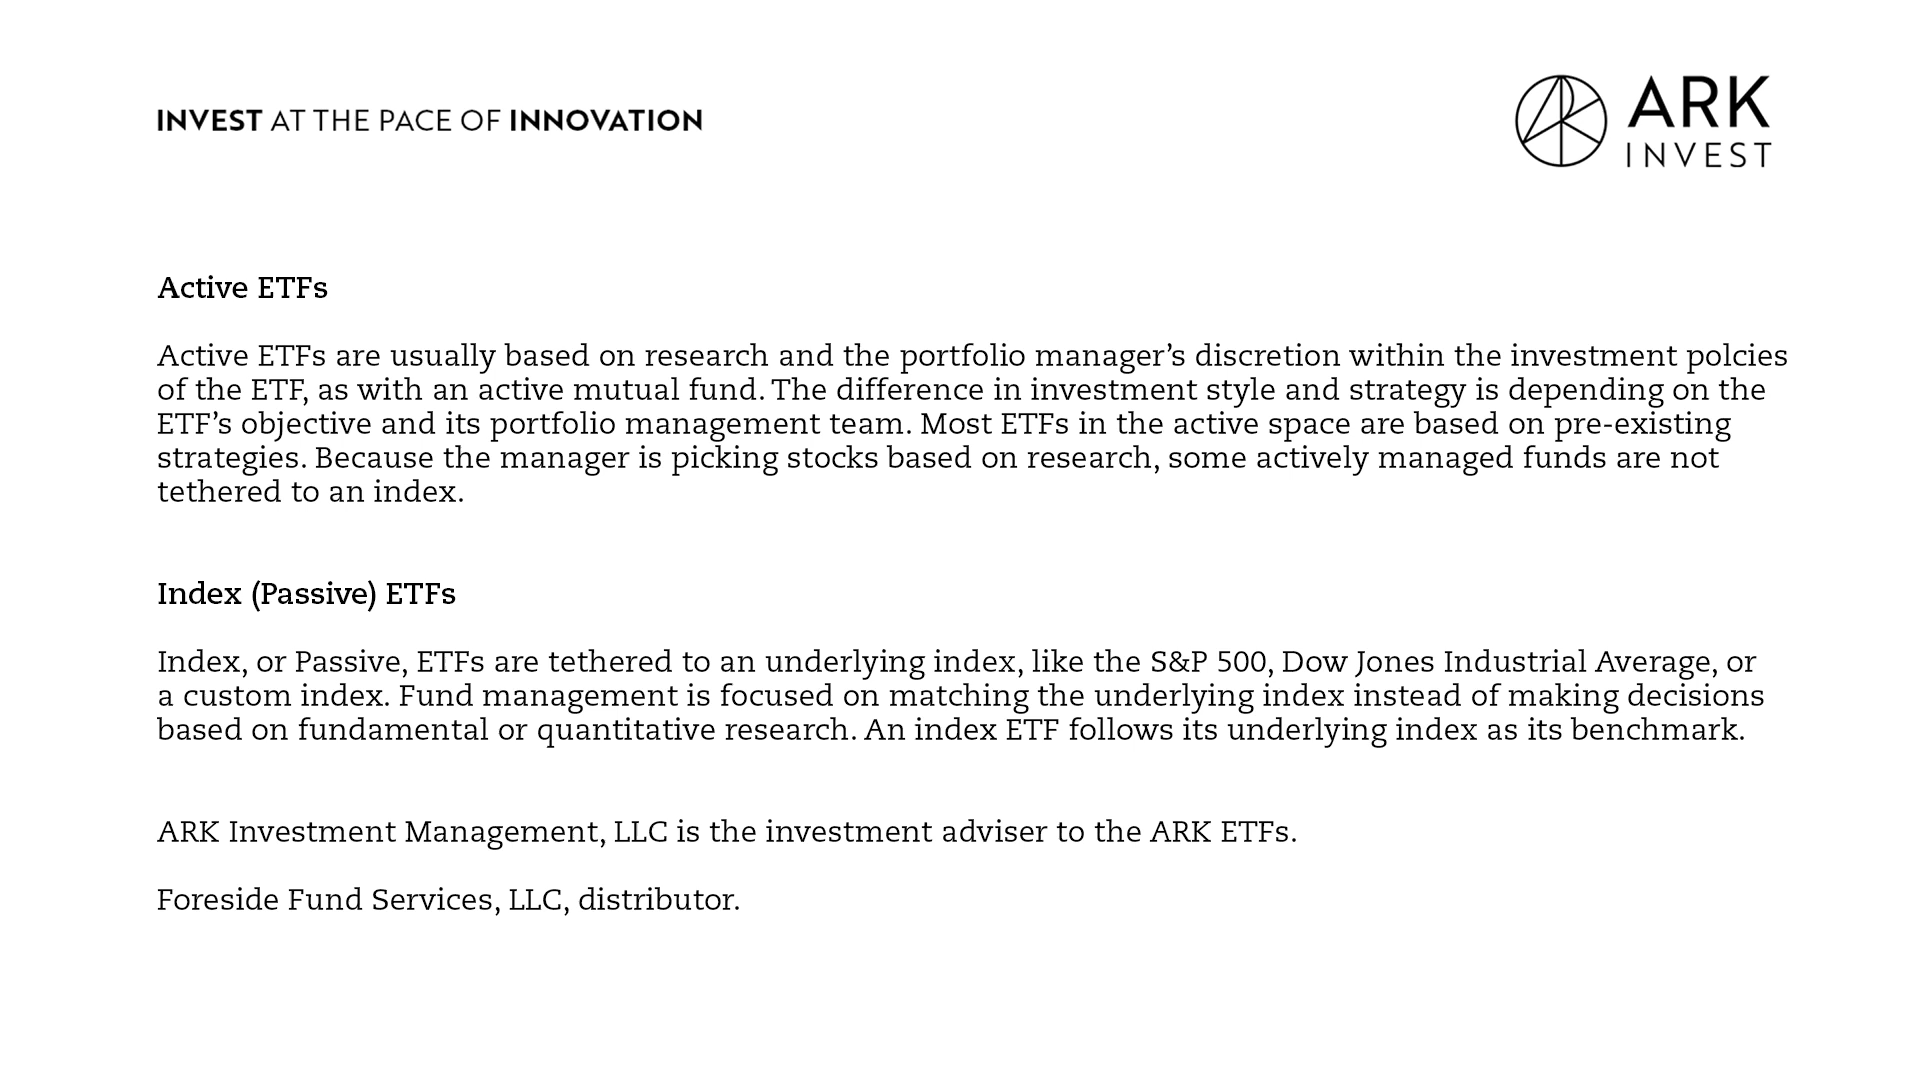 INVEST AT THE PACE OF INNOVATION
ARK
INVEST
Active ETFs
Active ETFs are usually based on research and the portfolio manager’s discretion within the investment polcies
of the ETF, as with an active mutual fund. The difference in investment style and strategy is depending on the
ETF’s objective and its portfolio management team. Most ETFs in the active space are based on pre-existing
strategies. Because the manager is picking stocks based on research, some actively managed funds are not
tethered to an index.
Index (Passive) ETFs
Index, or Passive, ETFs are tethered to an underlying index, like the S&P 500, Dow Jones Industrial Average, or
a custom index. Fund management is focused on matching the underlying index instead of making decisions
based on fundamental or quantitative research. An index ETF follows its underlying index as its benchmark.
ARK Investment Management, LLC is the investment adviser to the ARK ETFs.
Foreside Fund Services, LLC, distributor.